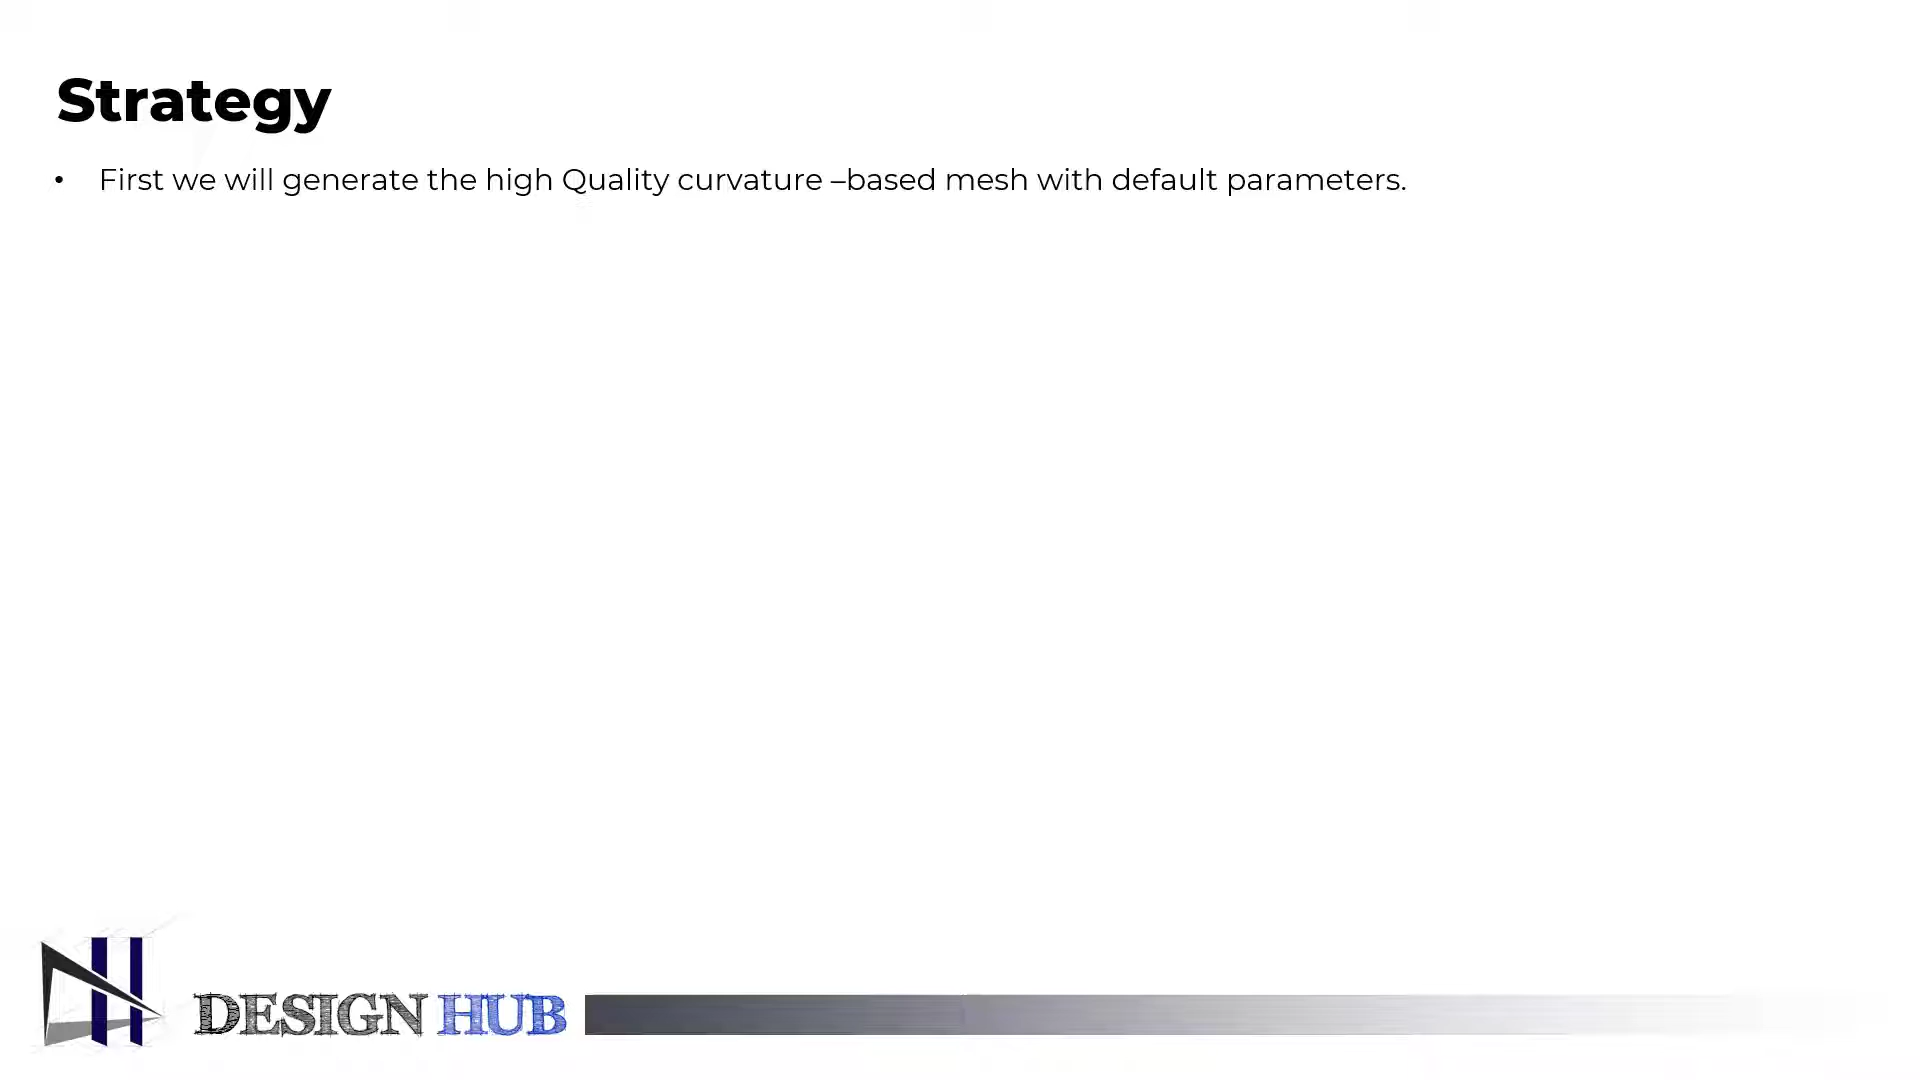 Strategy
• First we will generate the high Quality curvature –based mesh with default parameters.
DESIGN HUB